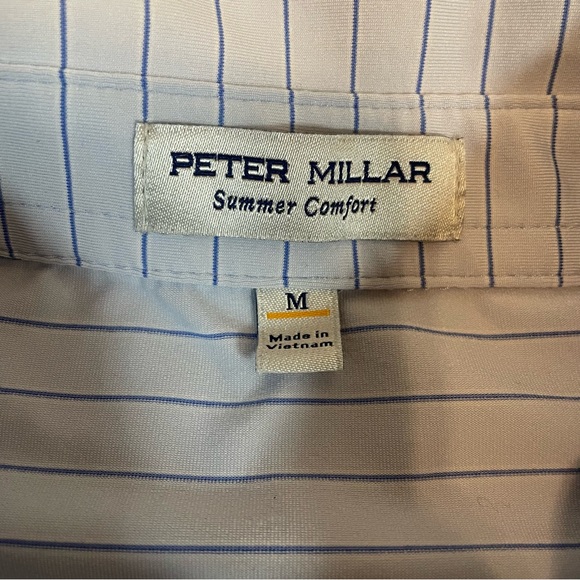 PETER MILLAR
Summer Comfort
M
Made in
Vietnam